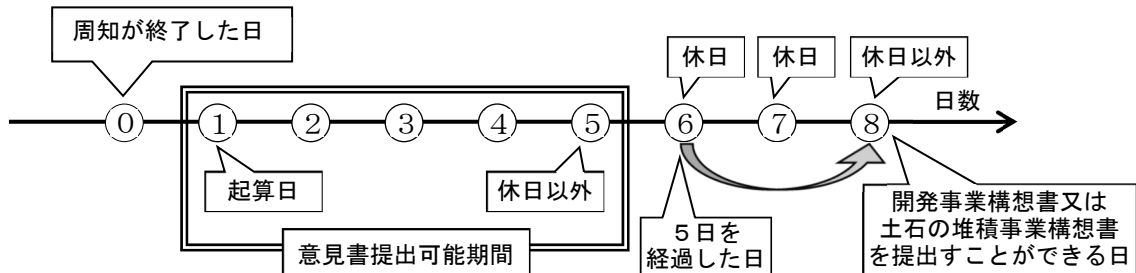 周知が終了した日
休日
休日
休日以外
日数
⓪
①
②
③
④
⑤
⑥
⑦
⑧
起算日
休日以外
意見書提出可能期間
5日を
経過した日
開発事業構想書又は
土石の堆積事業構想書
を提出すことができる日